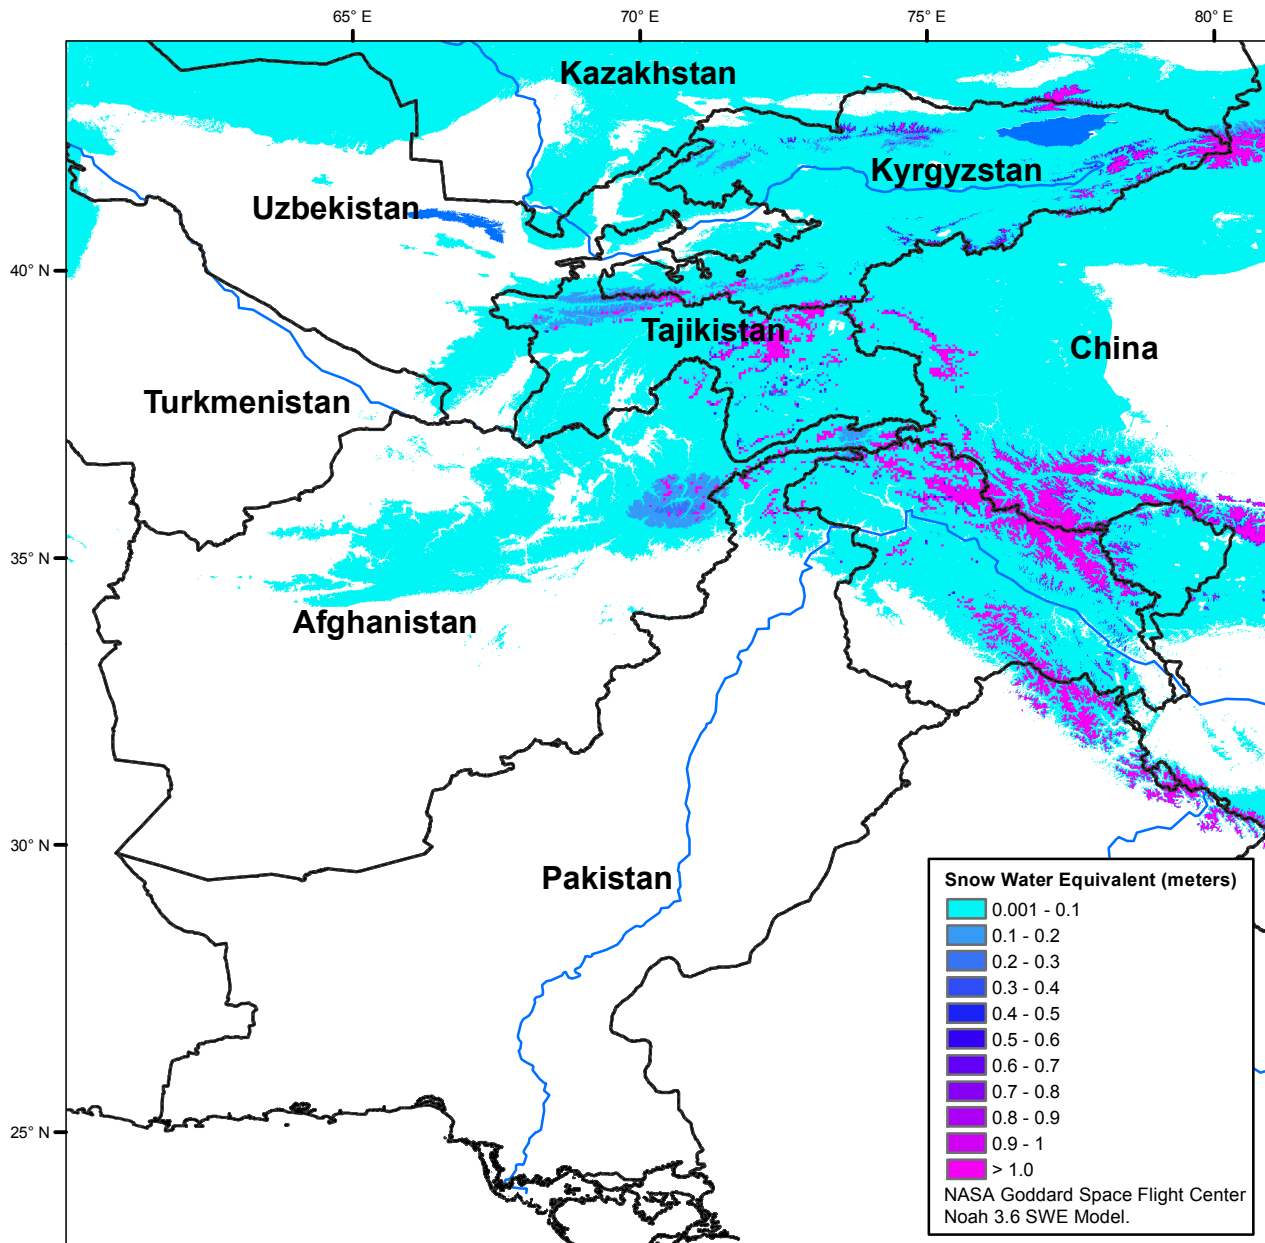 65° E
70° E
75° E
80° E
Kazakhstan
Kyrgyzstan
Uzbekistan
40° N
Tajikistan
China
Turkmenistan
35° N
Afghanistan
30° N
Pakistan
25° N
Snow Water Equivalent (meters)
0.001 - 0.1
0.1 - 0.2
0.2 - 0.3
0.3 - 0.4
0.4 - 0.5
0.5 - 0.6
0.6 - 0.7
0.7 - 0.8
0.8 - 0.9
0.9 - 1
> 1.0
NASA Goddard Space Flight Center
Noah 3.6 SWE Model.